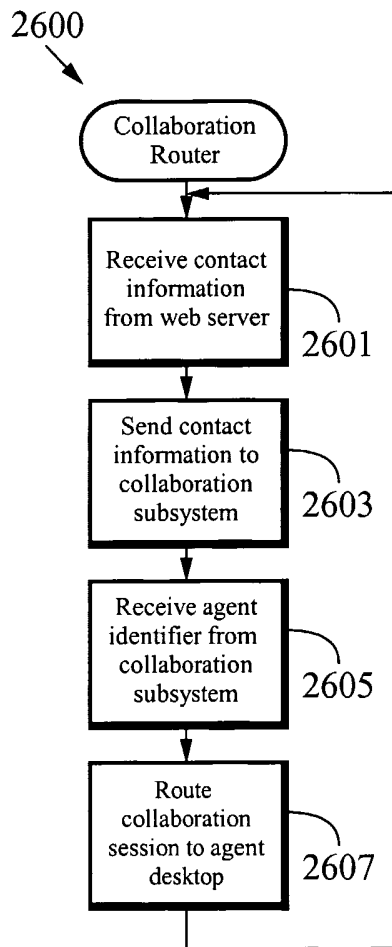 2600
Collaboration
Router
Receive contact
information
from web server
2601
Send contact
information to
collaboration
subsystem
2603
Receive agent
identifier from
collaboration
subsystem
2605
Route
collaboration
session to agent
desktop
2607